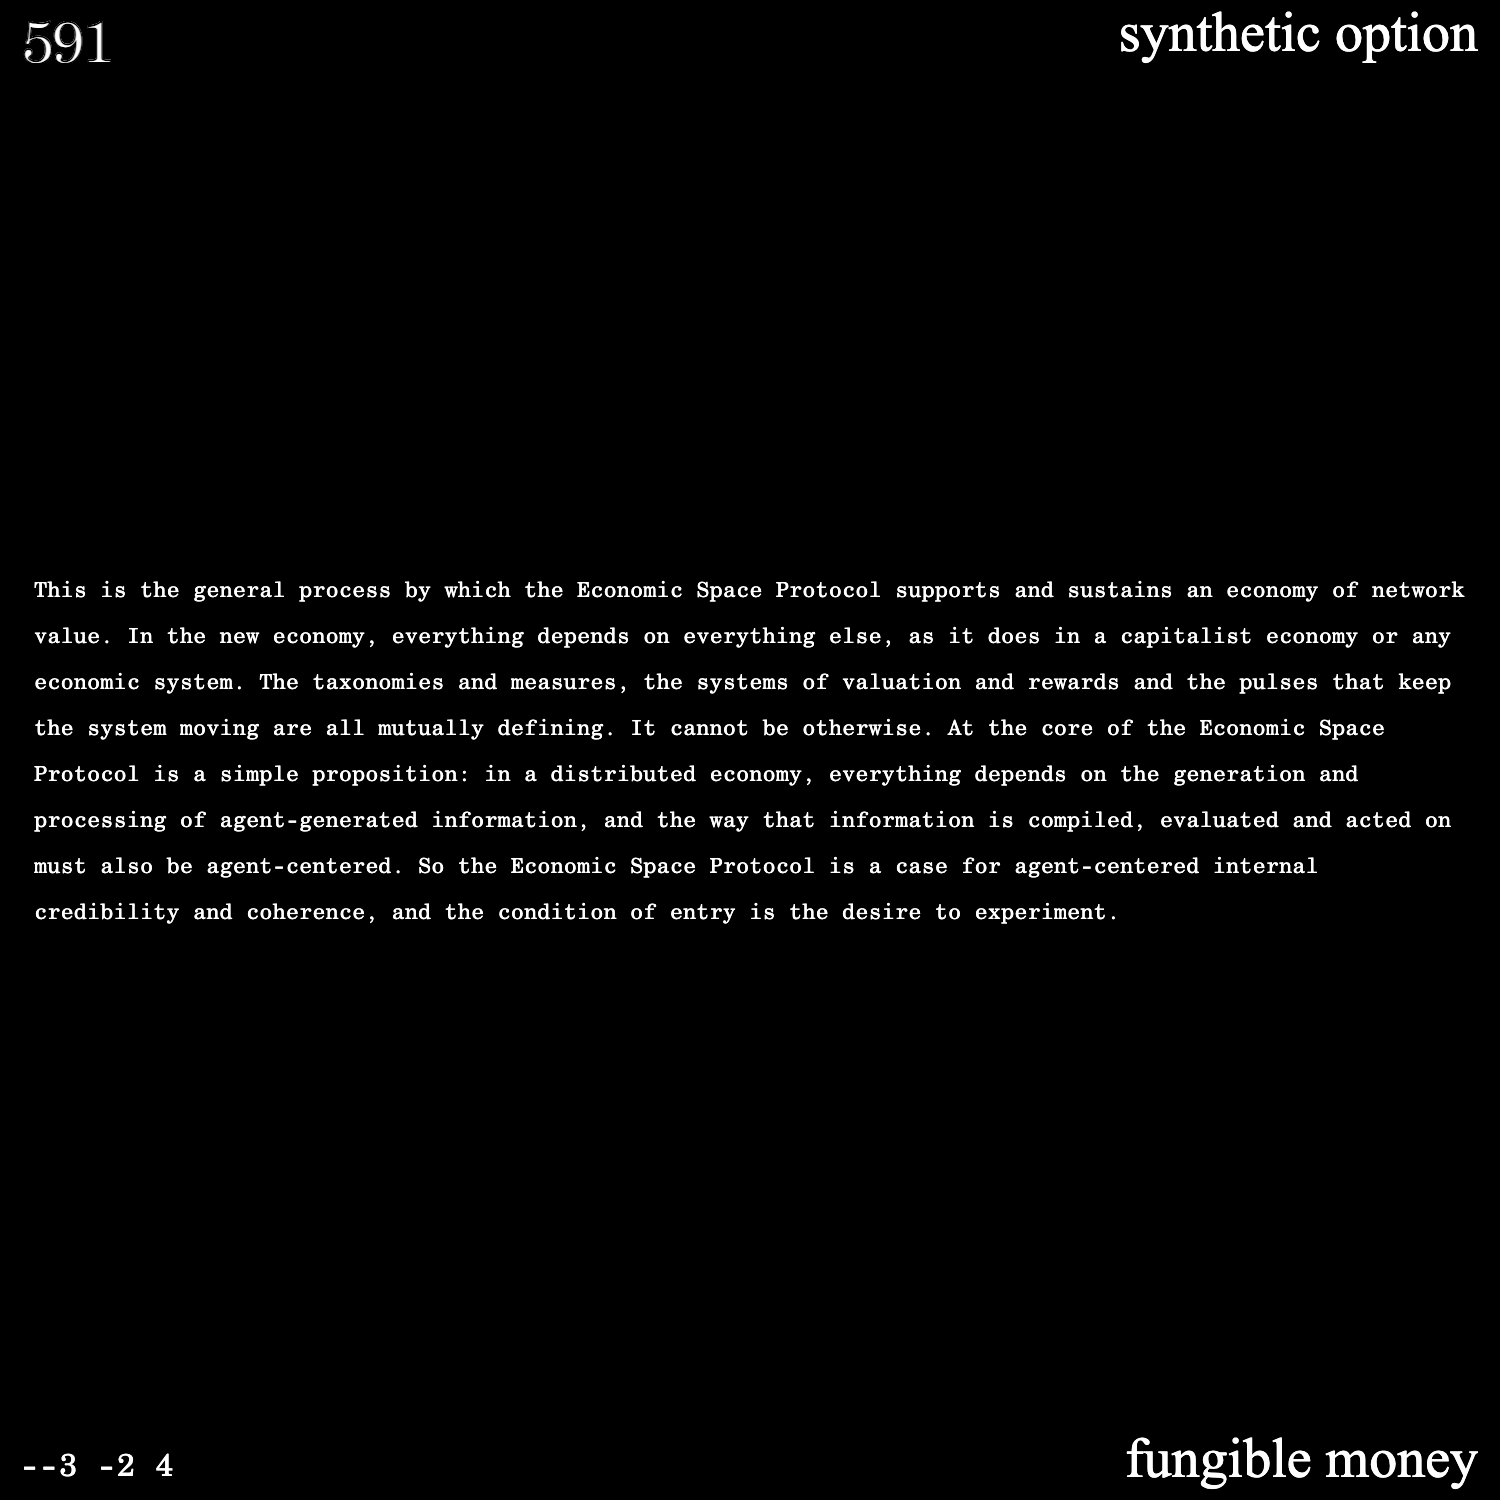 591
synthetic option
This is the general process by which the Economic Space Protocol supports and sustains an economy of network
value. In the new economy, everything depends on everything else, as it does in a capitalist economy or any
economic system. The taxonomies and measures, the systems of valuation and rewards and the pulses that keep
the system moving are all mutually defining. It cannot be otherwise. At the core of the Economic Space
Protocol is a simple proposition: in a distributed economy, everything depends on the generation and
processing of agent-generated information, and the way that information is compiled, evaluated and acted on
must also be agent-centered. So the Economic Space Protocol is a case for agent-centered internal
credibility and coherence, and the condition of entry is the desire to experiment.
--3 -2 4
fungible money